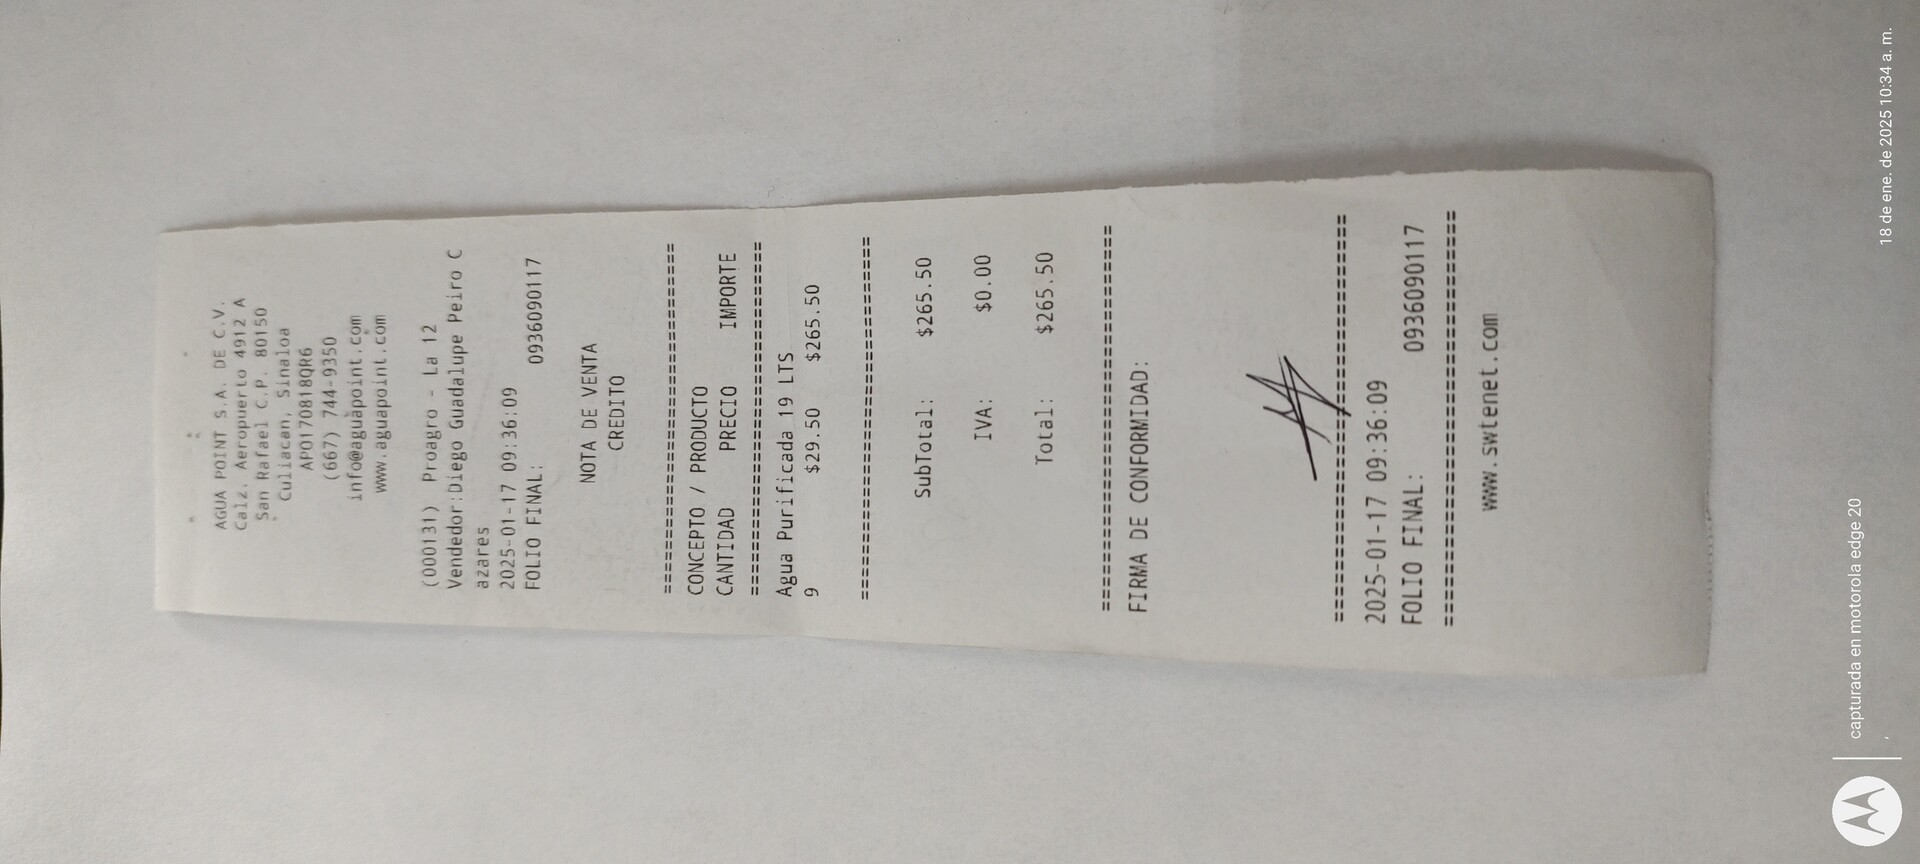 AGUA POINT S.A. DE C.V.
Calz. Aeropuerto 4912 A
San Rafael C.P. 80150
Culiacan, Sinaloa
APO170818QR6
(667) 744-9350
info@aguapoint.com
www.aguapoint.com
(000131) Proagro - La 12
Vendedor:Diego Guadalupe Peiro C
azares
2025-01-17 09:36:09
FOLIO FINAL: 0936090117
NOTA DE VENTA
CREDITO
================================
CONCEPTO / PRODUCTO
CANTIDAD PRECIO IMPORTE
================================
Agua Purificada 19 LTS
9 $29.50 $265.50
================================
SubTotal: $265.50
IVA: $0.00
Total: $265.50
================================
FIRMA DE CONFORMIDAD:
================================
2025-01-17 09:36:09
FOLIO FINAL: 0936090117
================================
www.swtenet.com
capturada en motorola edge 20
18 de ene. de 2025 10:34 a. m.